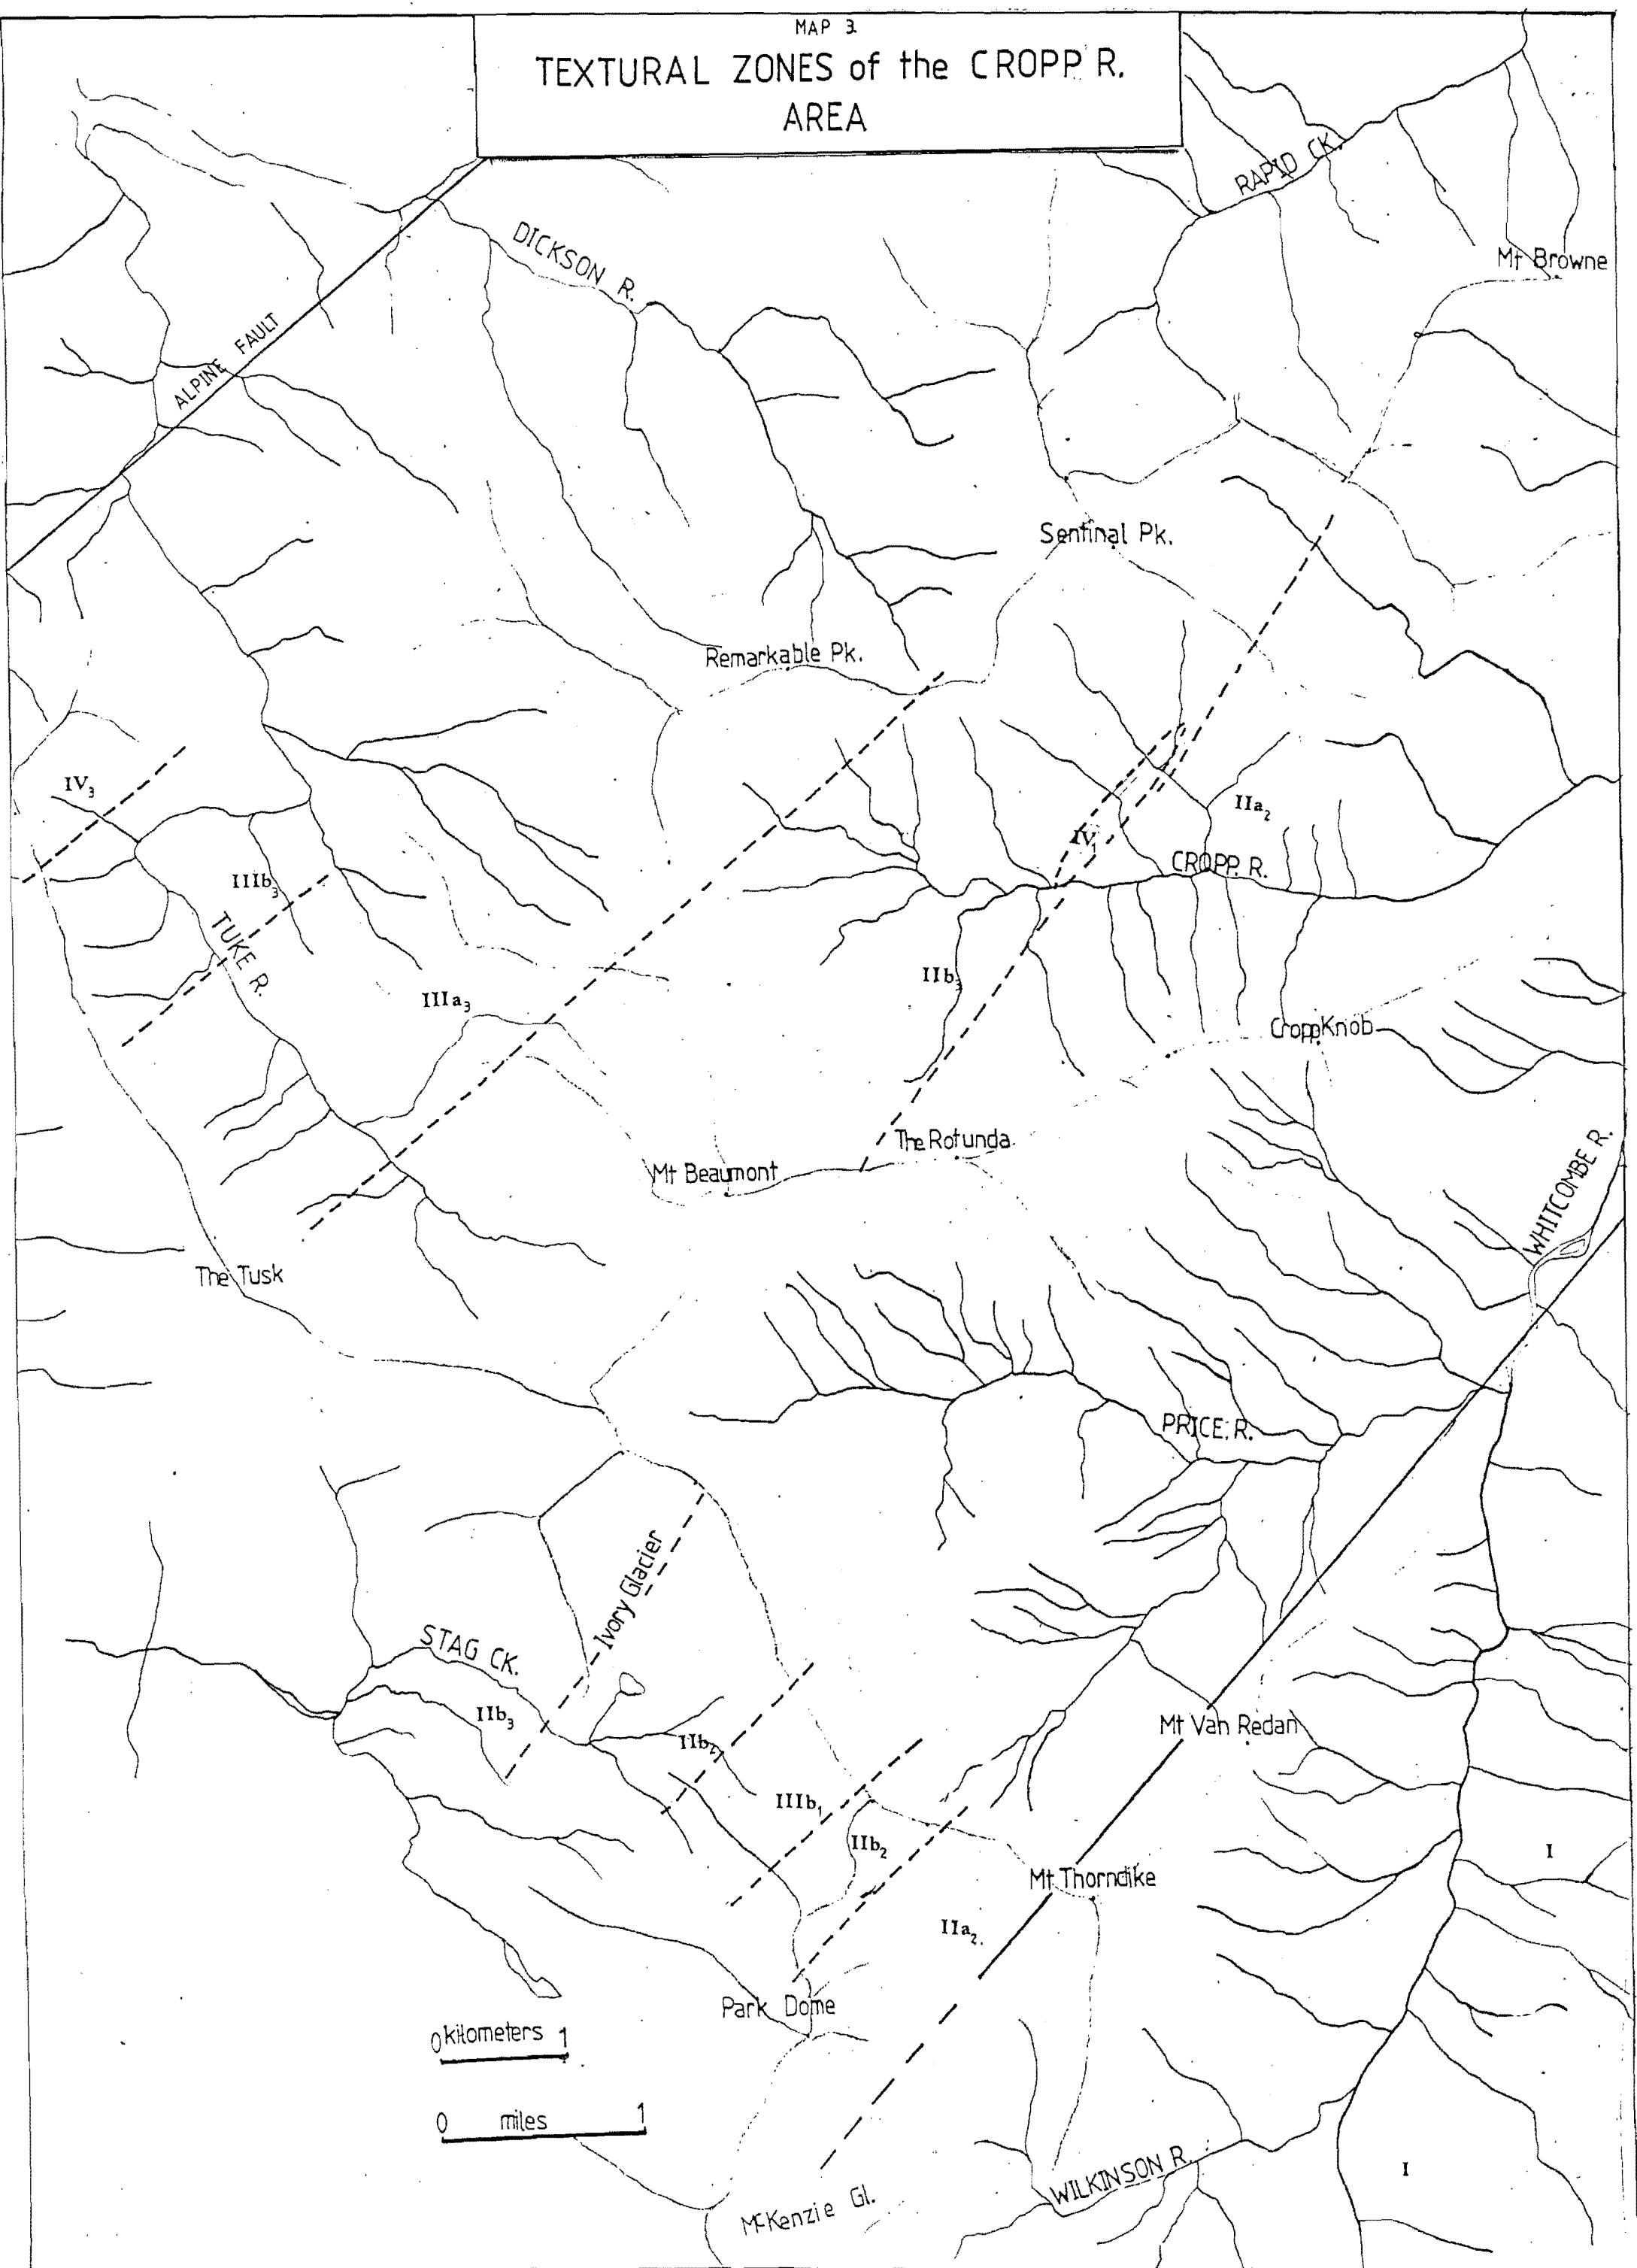 MAP 3.
TEXTURAL ZONES of the CROPP R.
AREA
RAPID CK.
DICKSON R.
Mt Browne
ALPINE FAULT
Sentinal Pk.
Remarkable Pk.
IV₃
IIa₂
IV
CROPP. R.
IIIb₃
TUKE R.
IIb₃
IIIa₃
Cropp Knob
The Rotunda.
Mt Beaumont
WHITCOMBE R.
The Tusk
PRICE. R.
Ivory Glacier
STAG CK.
IIb₃
Mt Van Redan
IIb₂
IIIb₁
IIb₂
I
Mt Thorndike
IIa₂.
Park Dome
0 kilometers 1
0 miles 1
WILKINSON R.
I
McKenzie Gl.